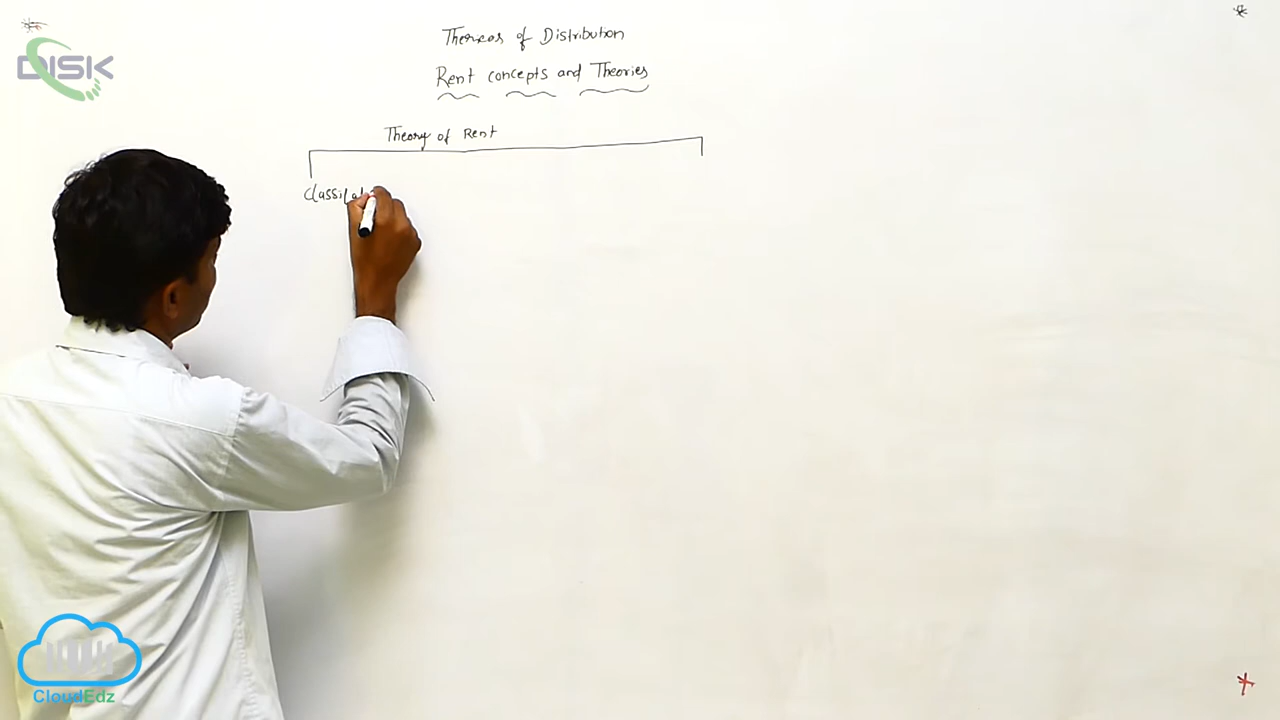 DISK
Theories of Distribution
Rent concepts and Theories
Theory of Rent
CloudEdz